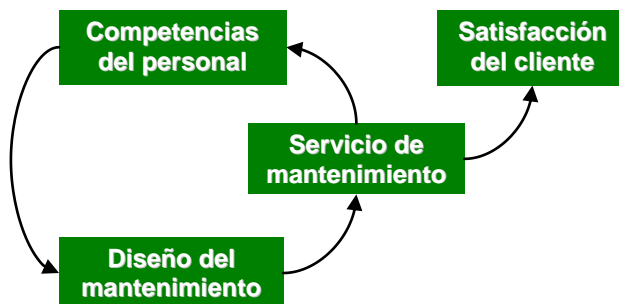 Competencias
del personal
Satisfacción
del cliente
Servicio de
mantenimiento
Diseño del
mantenimiento